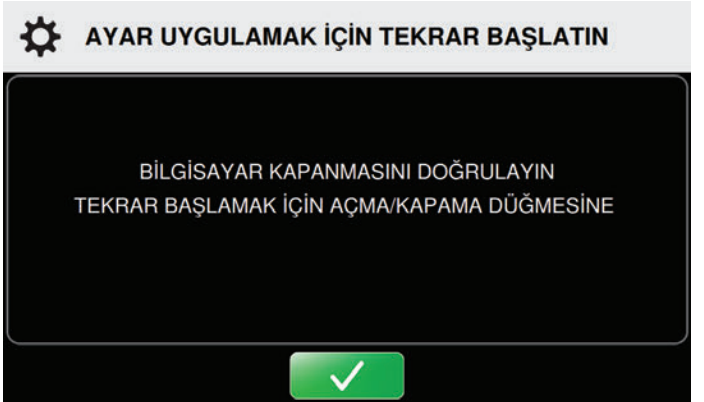 AYAR UYGULAMAK İÇİN TEKRAR BAŞLATIN
BİLGİSAYAR KAPANMASINI DOĞRULAYIN
TEKRAR BAŞLAMAK İÇİN AÇMA/KAPAMA DÜĞMESİNE